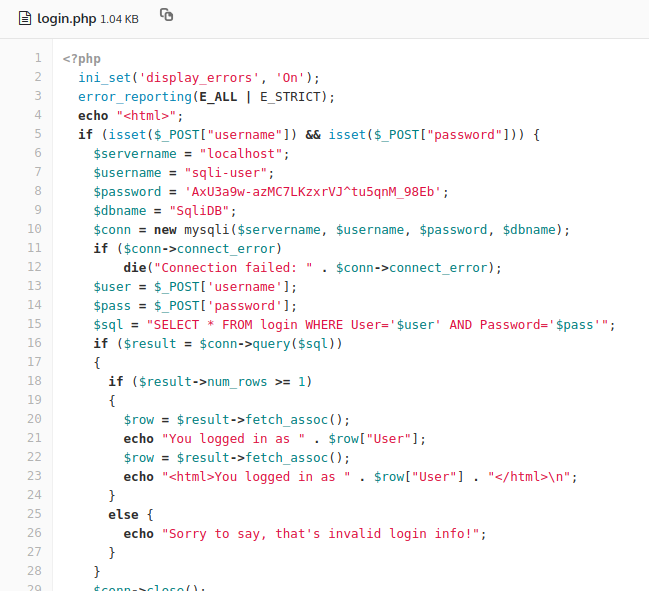 login.php 1.04 KB
1 <?php
2 ini_set('display_errors', 'On');
3 error_reporting(E_ALL | E_STRICT);
4 echo "<html>";
5 if (isset($_POST["username"]) && isset($_POST["password"])) {
6 $servername = "localhost";
7 $username = "sqli-user";
8 $password = 'AxU3a9w-azMC7LKzxrVJ^tu5qnM_98Eb';
9 $dbname = "SqliDB";
10 $conn = new mysqli($servername, $username, $password, $dbname);
11 if ($conn->connect_error)
12 die("Connection failed: " . $conn->connect_error);
13 $user = $_POST['username'];
14 $pass = $_POST['password'];
15 $sql = "SELECT * FROM login WHERE User='$user' AND Password='$pass'";
16 if ($result = $conn->query($sql))
17 {
18 if ($result->num_rows >= 1)
19 {
20 $row = $result->fetch_assoc();
21 echo "You logged in as " . $row["User"];
22 $row = $result->fetch_assoc();
23 echo "<html>You logged in as " . $row["User"] . "</html>\n";
24 }
25 else {
26 echo "Sorry to say, that's invalid login info!";
27 }
28 }
29 $conn->close();